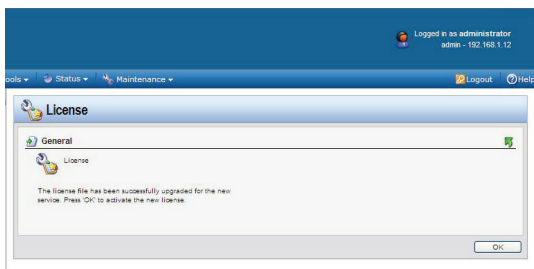 Logged in as administrator
admin - 192.168.1.12
ools Status Maintenance Logout Help
License
General
License
The license file has been successfully upgraded for the new
service. Press 'OK' to activate the new license.
OK